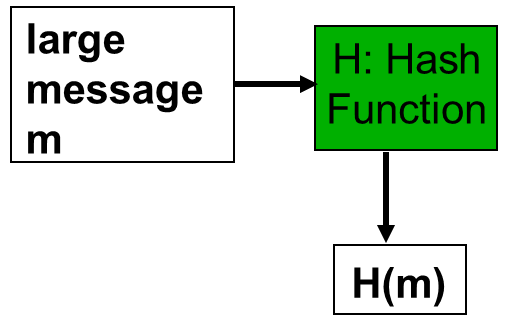 large
message
m
H: Hash
Function
H(m)